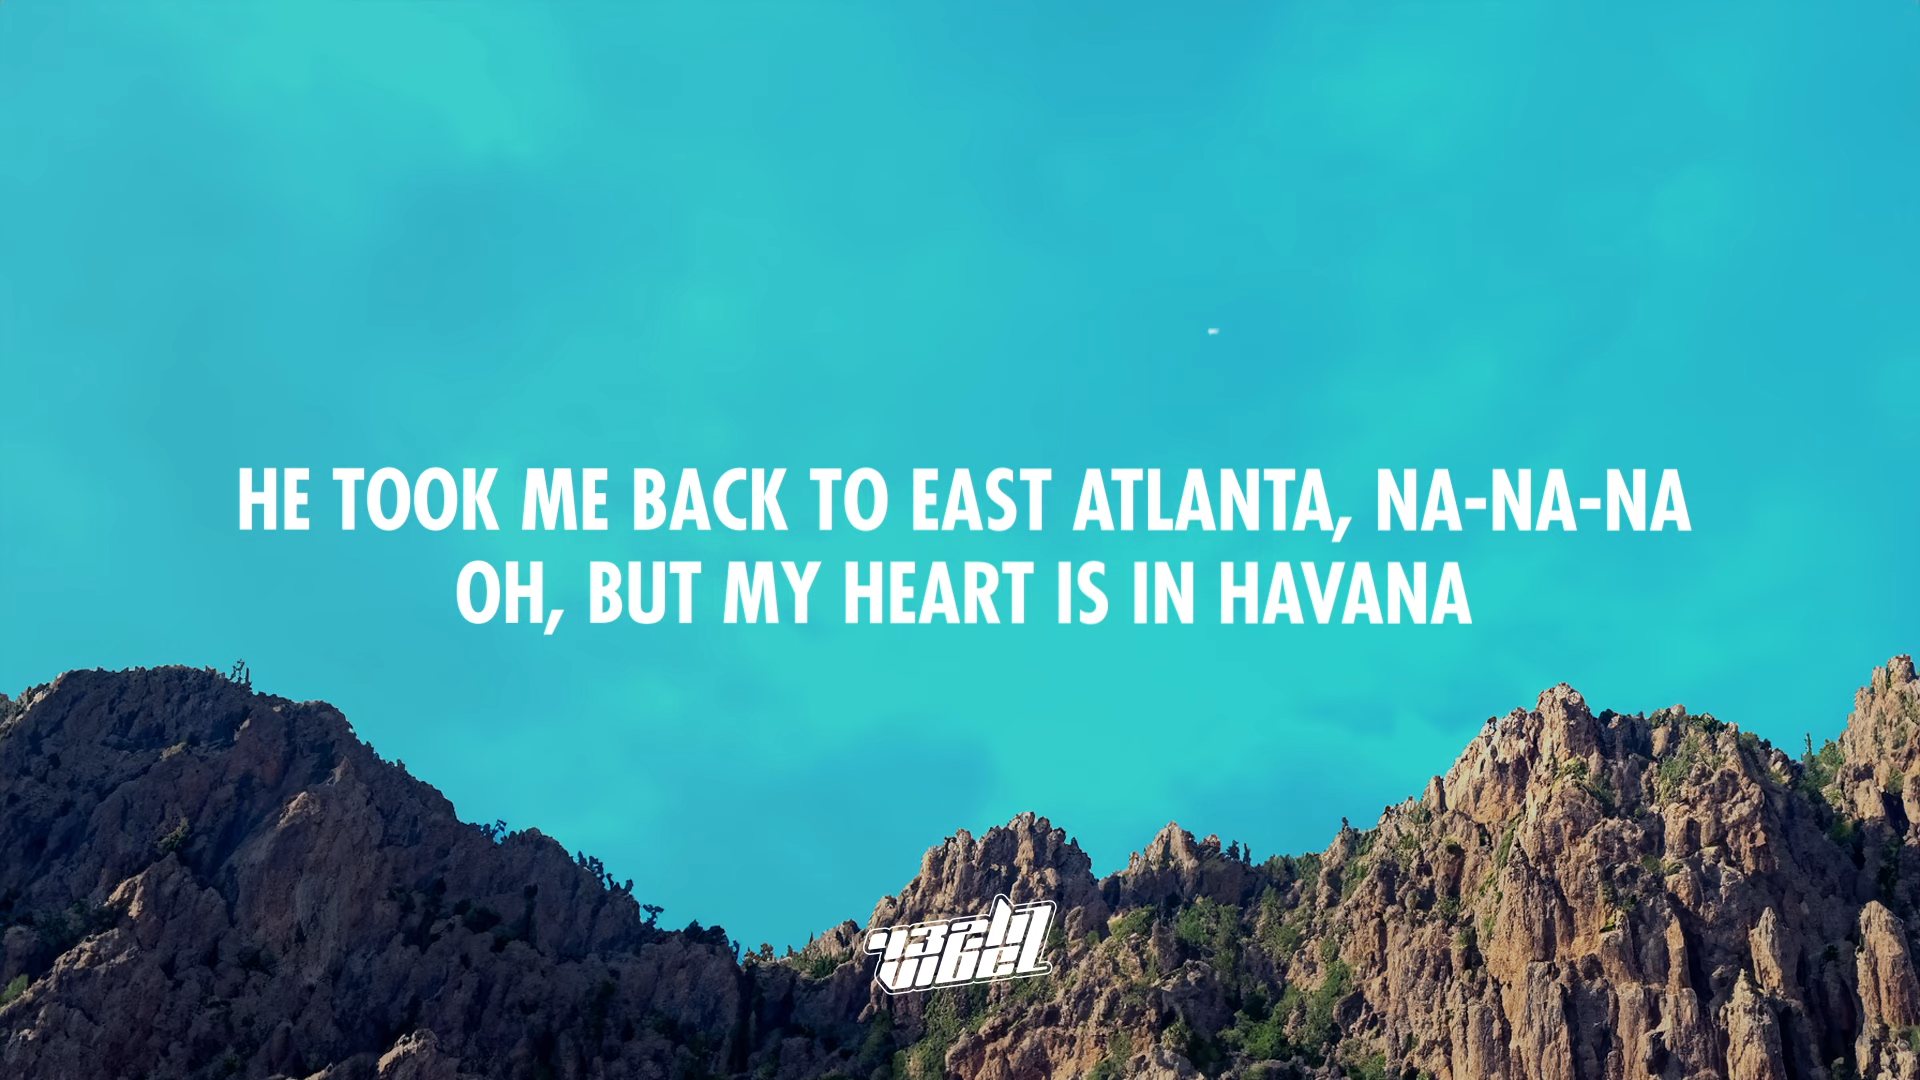 HE TOOK ME BACK TO EAST ATLANTA, NA-NA-NA
OH, BUT MY HEART IS IN HAVANA